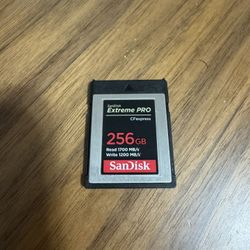 SanDisk
Extreme PRO
CFexpress
256GB
Read 1700 MB/s
Write 1200 MB/s
SanDisk